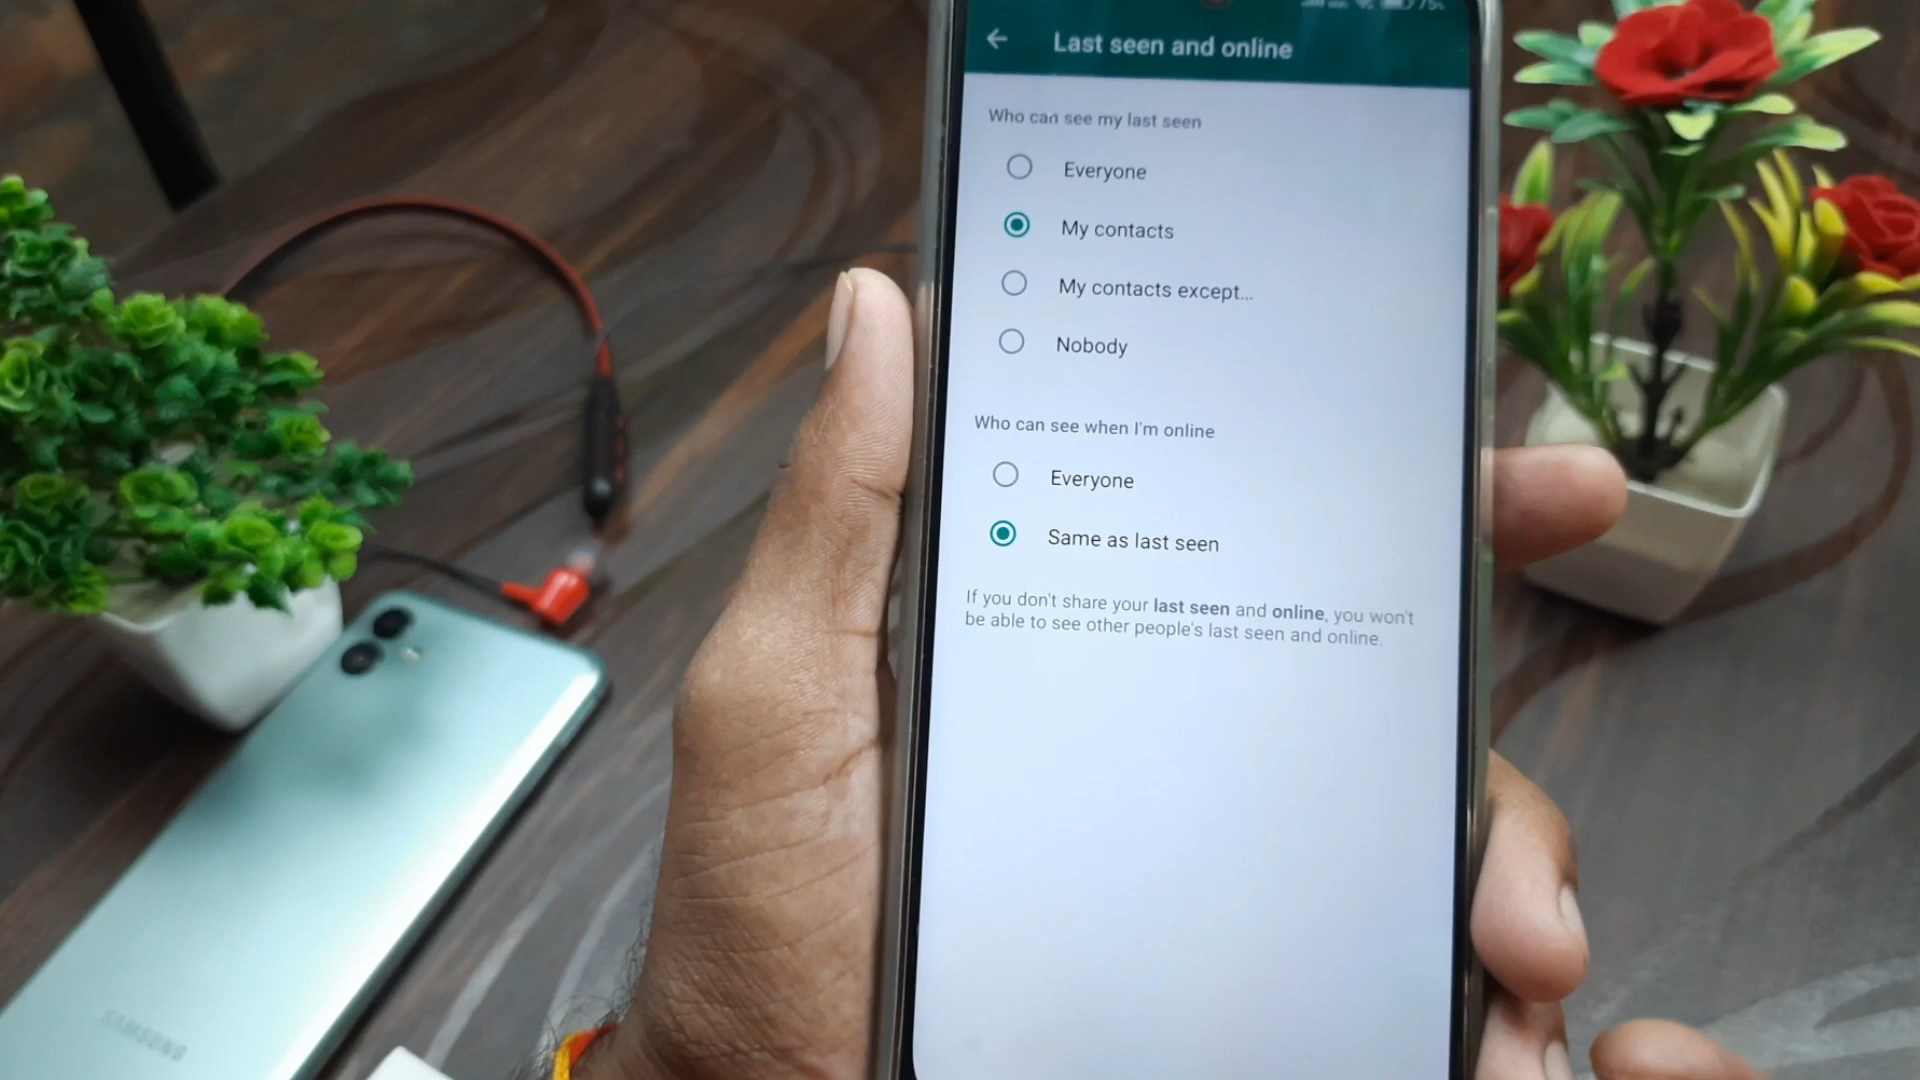 75%
Last seen and online
Who can see my last seen
Everyone
My contacts
My contacts except...
Nobody
Who can see when I'm online
Everyone
Same as last seen
If you don't share your last seen and online, you won't
be able to see other people's last seen and online.
SAMSUNG